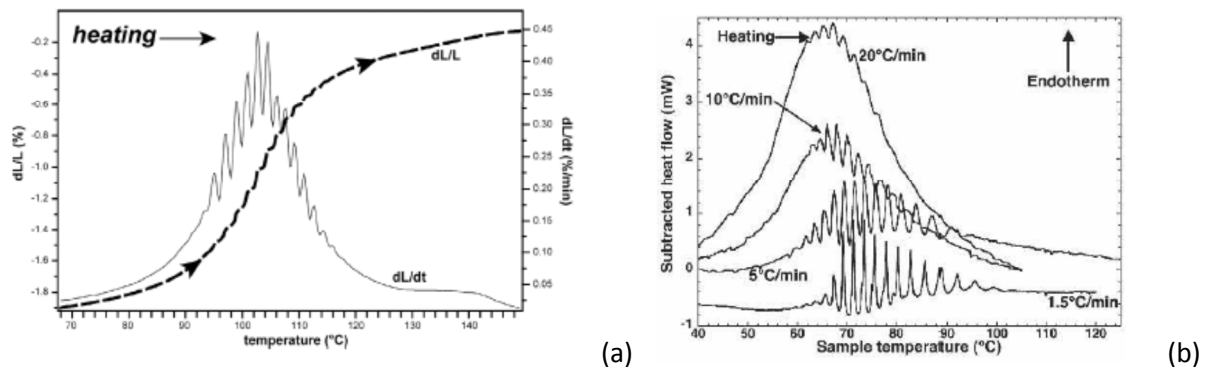 heating
dL/L
dL/dt
-0.2
-0.4
-0.6
-0.8
-1.0
-1.2
-1.4
-1.6
-1.8
dL/L (%)
0.45
0.40
0.35
0.30
0.25
0.20
0.15
0.10
0.05
dL/dt (%/min)
70 80 90 100 110 120 130 140
temperature (°C)
(a)
Heating
20°C/min
10°C/min
5°C/min
1.5°C/min
Endotherm
4
3
2
1
0
-1
Subtracted heat flow (mW)
40 50 60 70 80 90 100 110 120
Sample temperature (°C)
(b)